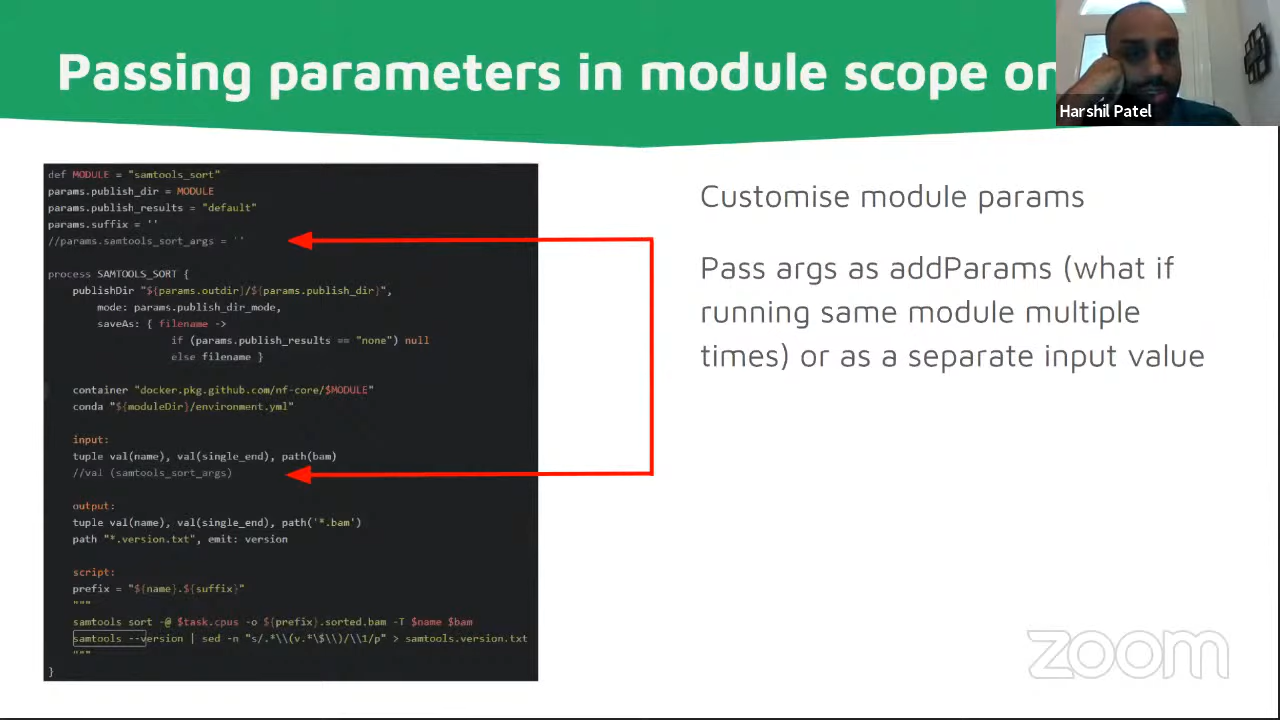 Passing parameters in module scope on
Harshil Patel
def MODULE = "samtools_sort"
params.publish_dir = MODULE
params.publish_results = "default"
params.suffix = ''
//params.samtools_sort_args = ''
process SAMTOOLS_SORT {
publishDir "${params.outdir}/${params.publish_dir}",
mode: params.publish_dir_mode,
saveAs: { filename ->
if (params.publish_results == "none") null
else filename }
container "docker.pkg.github.com/nf-core/$MODULE"
conda "${moduleDir}/environment.yml"
input:
tuple val(name), val(single_end), path(bam)
//val (samtools_sort_args)
output:
tuple val(name), val(single_end), path('*.bam')
path "*.version.txt", emit: version
script:
prefix = "${name}.${suffix}"
"""
samtools sort -@ $task.cpus -o ${prefix}.sorted.bam -T $name $bam
samtools --version | sed -n "s/.*\\(v.*\$\\)/\\1/p" > samtools.version.txt
"""
}
Customise module params
Pass args as addParams (what if
running same module multiple
times) or as a separate input value
zoom